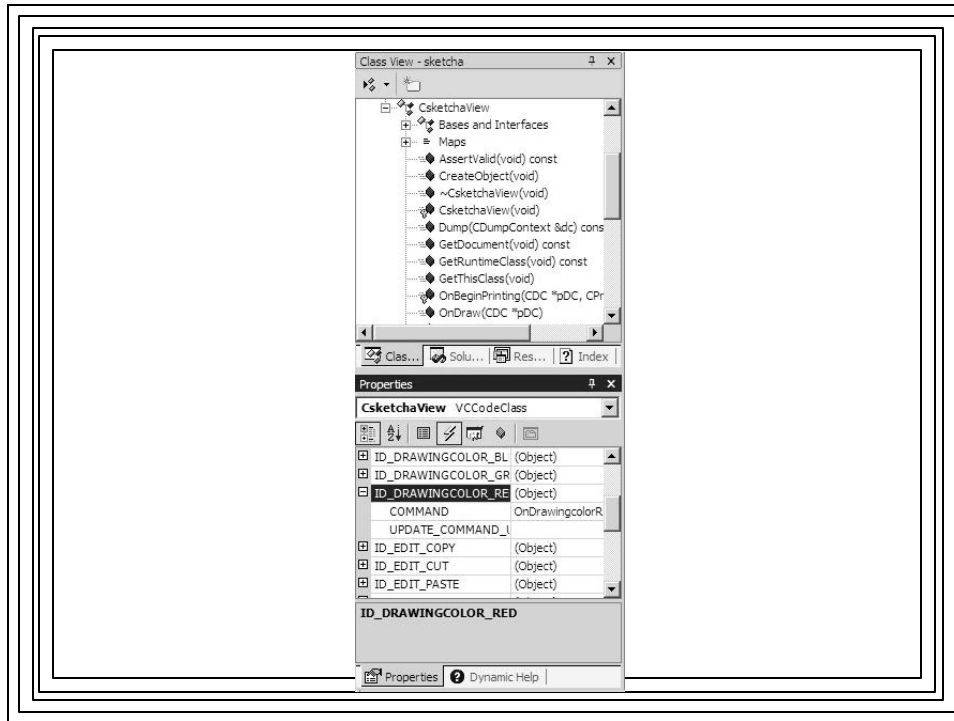 Class View - sketcha
CsketchaView
Bases and Interfaces
Maps
AssertValid(void) const
CreateObject(void)
~CsketchaView(void)
CsketchaView(void)
Dump(CDumpContext &dc) cons
GetDocument(void) const
GetRuntimeClass(void) const
GetThisClass(void)
OnBeginPrinting(CDC *pDC, CPr
OnDraw(CDC *pDC)
Clas... Solu... Res... Index
Properties
CsketchaView VCCodeClass
ID_DRAWINGCOLOR_BL (Object)
ID_DRAWINGCOLOR_GR (Object)
ID_DRAWINGCOLOR_RE (Object)
COMMAND OnDrawingcolorR
UPDATE_COMMAND_U
ID_EDIT_COPY (Object)
ID_EDIT_CUT (Object)
ID_EDIT_PASTE (Object)
ID_DRAWINGCOLOR_RED
Properties Dynamic Help